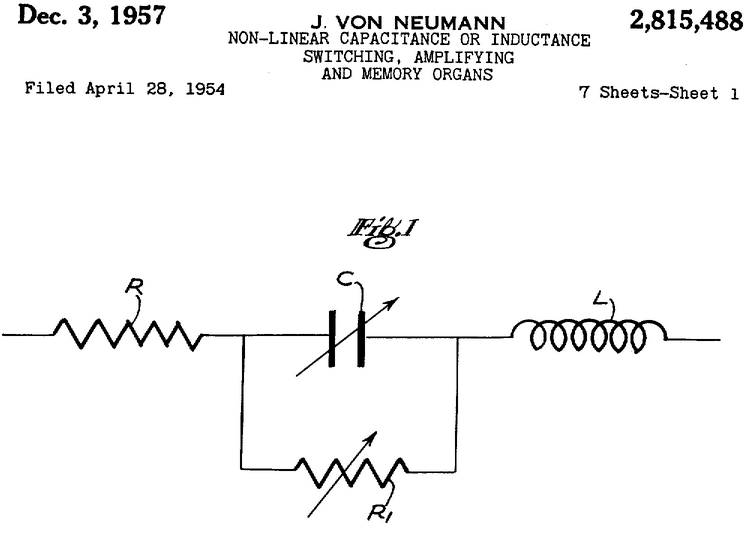 Dec. 3, 1957
J. VON NEUMANN
2,815,488
NON-LINEAR CAPACITANCE OR INDUCTANCE
SWITCHING, AMPLIFYING
AND MEMORY ORGANS
Filed April 28, 1954
7 Sheets-Sheet 1
Fig.1
R
C
L
R1